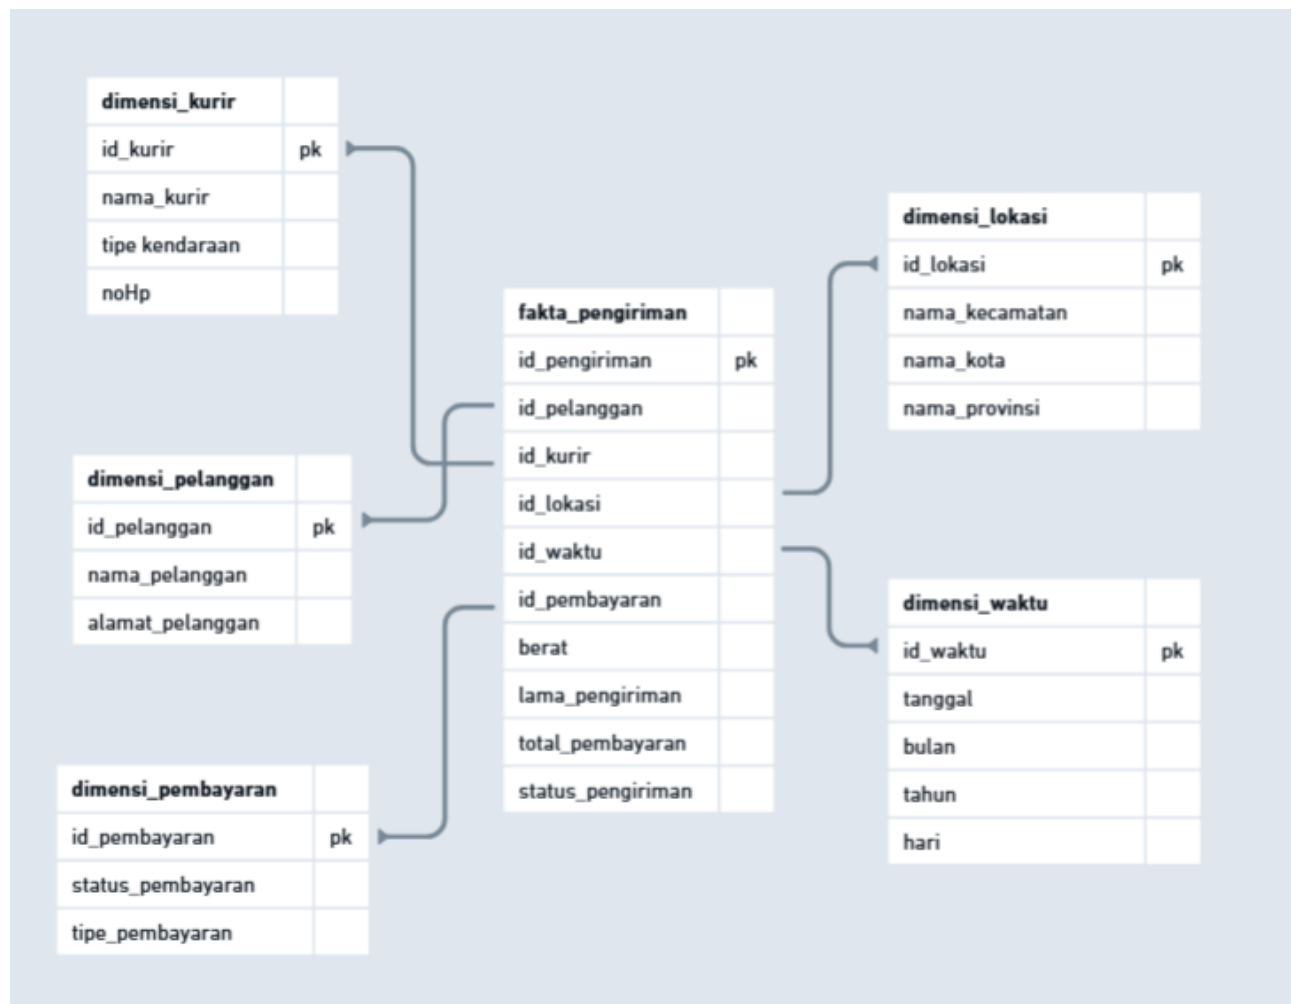 dimensi_kurir
id_kurir pk
nama_kurir
tipe kendaraan
noHp
dimensi_pelanggan
id_pelanggan pk
nama_pelanggan
alamat_pelanggan
dimensi_pembayaran
id_pembayaran pk
status_pembayaran
tipe_pembayaran
fakta_pengiriman
id_pengiriman pk
id_pelanggan
id_kurir
id_lokasi
id_waktu
id_pembayaran
berat
lama_pengiriman
total_pembayaran
status_pengiriman
dimensi_lokasi
id_lokasi pk
nama_kecamatan
nama_kota
nama_provinsi
dimensi_waktu
id_waktu pk
tanggal
bulan
tahun
hari